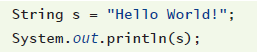 String s = "Hello World!";
System.out.println(s);